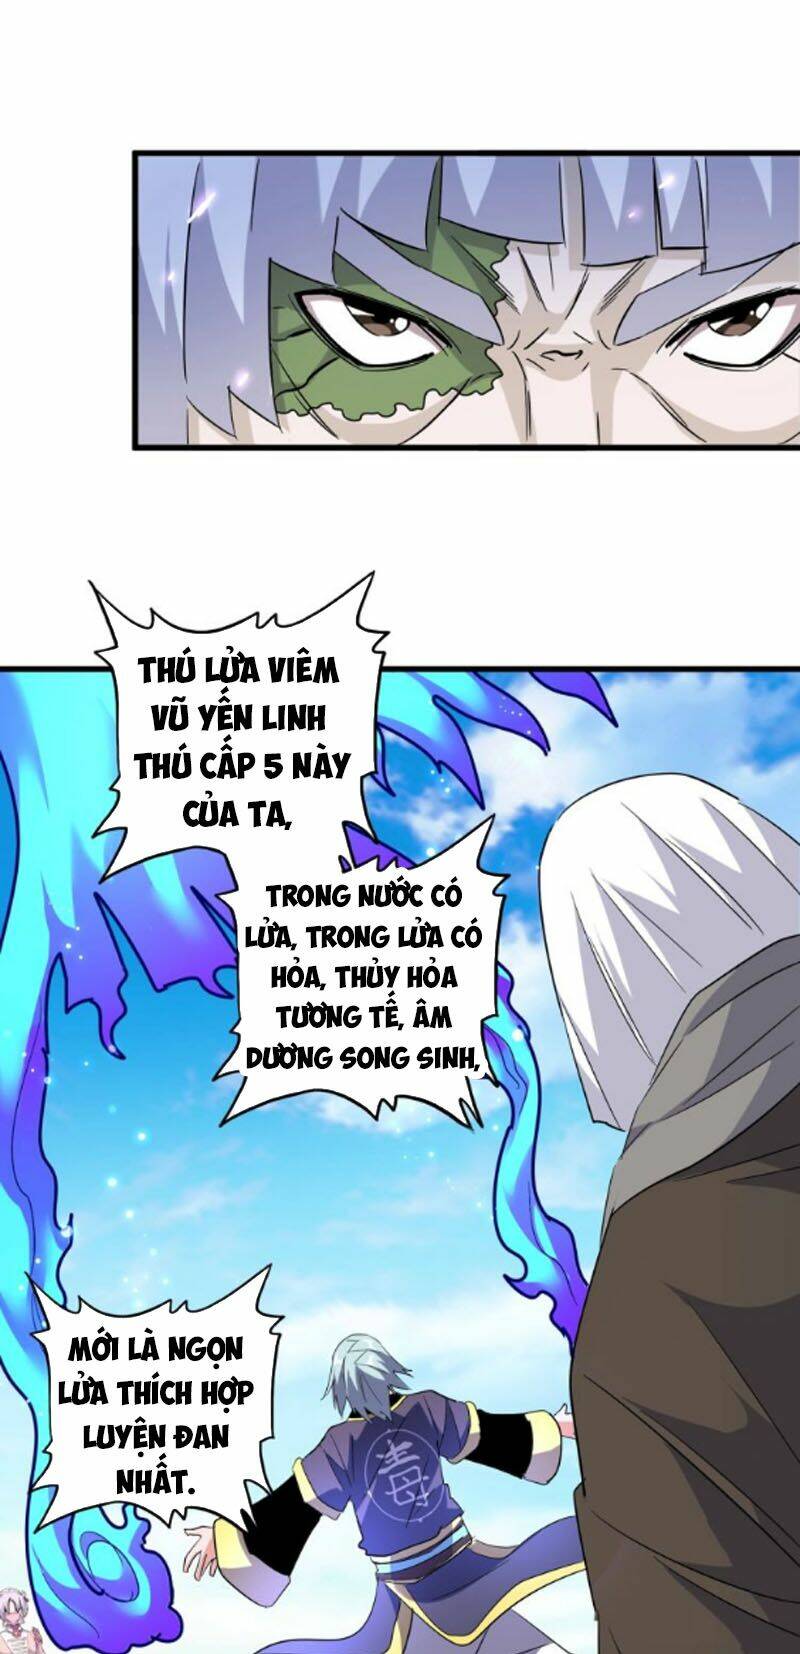 THÚ LỬA VIÊM
VŨ YẾN LINH
THÚ CẤP 5 NÀY
CỦA TA,
TRONG NƯỚC CÓ
LỬA, TRONG LỬA CÓ
HỎA, THỦY HỎA
TƯƠNG TẾ, ÂM
DƯƠNG SONG SINH,
MỚI LÀ NGỌN
LỬA THÍCH HỢP
LUYỆN ĐAN
NHẤT.
毒